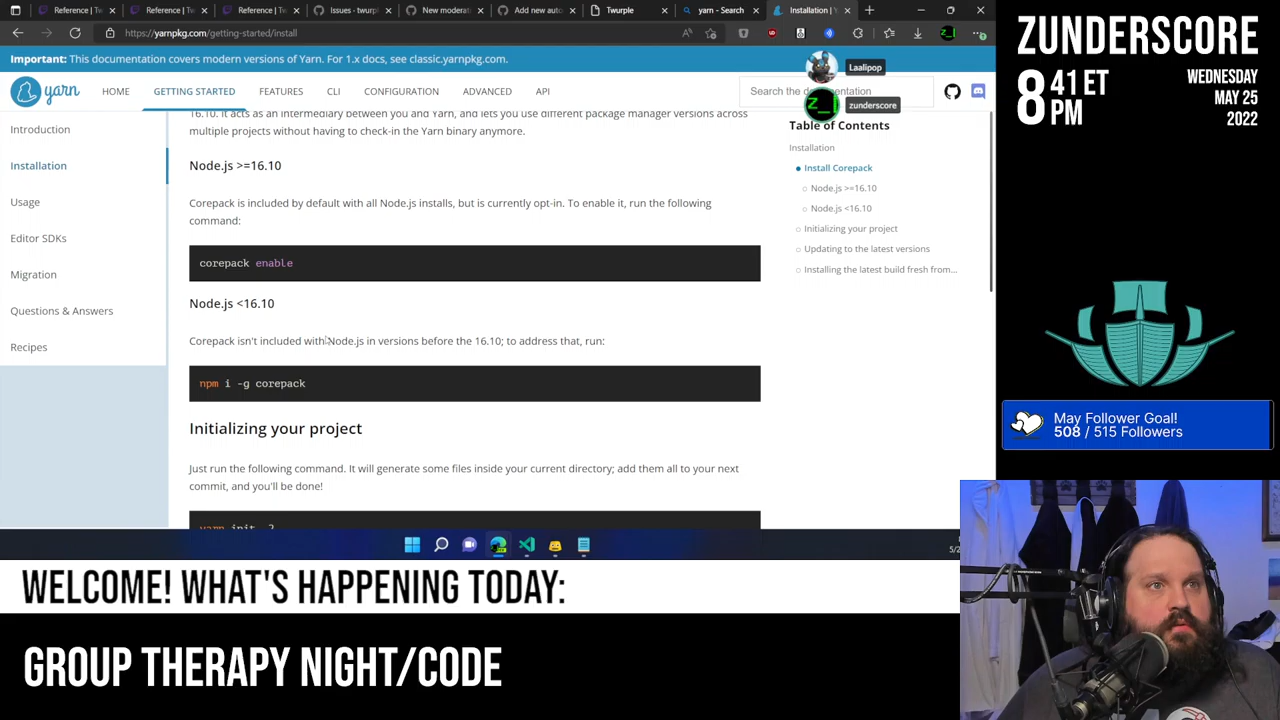 Reference | Tw
Reference | Tw
Reference | Tw
Issues · twurpl
New moderat
Add new auto
Twurple
yarn - Search
Installation | Y
https://yarnpkg.com/getting-started/install
Important: This documentation covers modern versions of Yarn. For 1.x docs, see classic.yarnpkg.com.
yarn
HOME
GETTING STARTED
FEATURES
CLI
CONFIGURATION
ADVANCED
API
Search the documentation
Laalipop
zunderscore
Introduction
Installation
Usage
Editor SDKs
Migration
Questions & Answers
Recipes
16.10. It acts as an intermediary between you and Yarn, and lets you use different package manager versions across
multiple projects without having to check-in the Yarn binary anymore.
Node.js >=16.10
Corepack is included by default with all Node.js installs, but is currently opt-in. To enable it, run the following
command:
corepack enable
Node.js <16.10
Corepack isn't included with Node.js in versions before the 16.10; to address that, run:
npm i -g corepack
Initializing your project
Just run the following command. It will generate some files inside your current directory; add them all to your next
commit, and you'll be done!
yarn init -2
Table of Contents
Installation
Install Corepack
Node.js >=16.10
Node.js <16.10
Initializing your project
Updating to the latest versions
Installing the latest build fresh from...
ZUNDERSCORE
8 41 ET
PM
WEDNESDAY
MAY 25
2022
May Follower Goal!
508 / 515 Followers
WELCOME! WHAT'S HAPPENING TODAY:
GROUP THERAPY NIGHT/CODE